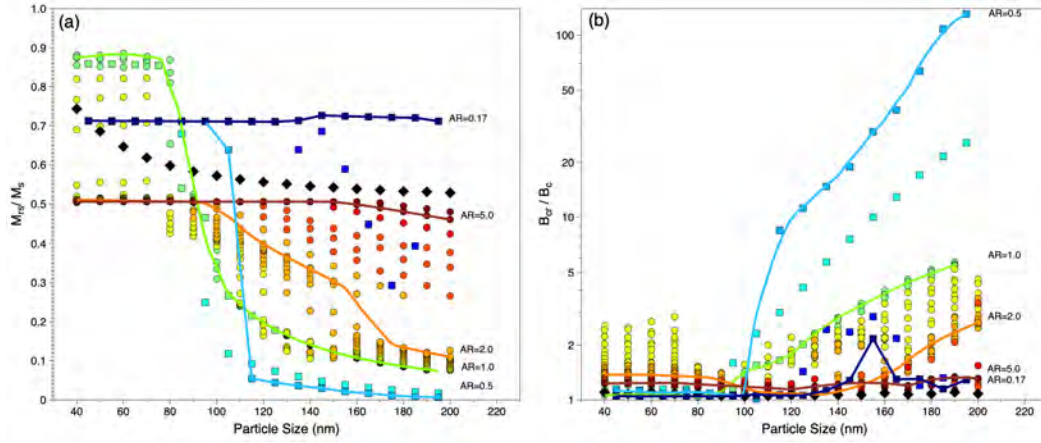 (a)
M_rs/ M_s
1.0
0.9
0.8
0.7
0.6
0.5
0.4
0.3
0.2
0.1
0
AR=0.17
AR=5.0
AR=2.0
AR=1.0
AR=0.5
40 60 80 100 120 140 160 180 200 220
Particle Size (nm)
(b)
B_cr / B_c
100
50
20
10
5
2
1
AR=0.5
AR=1.0
AR=2.0
AR=5.0
AR=0.17
40 60 80 100 120 140 160 180 200 220
Particle Size (nm)